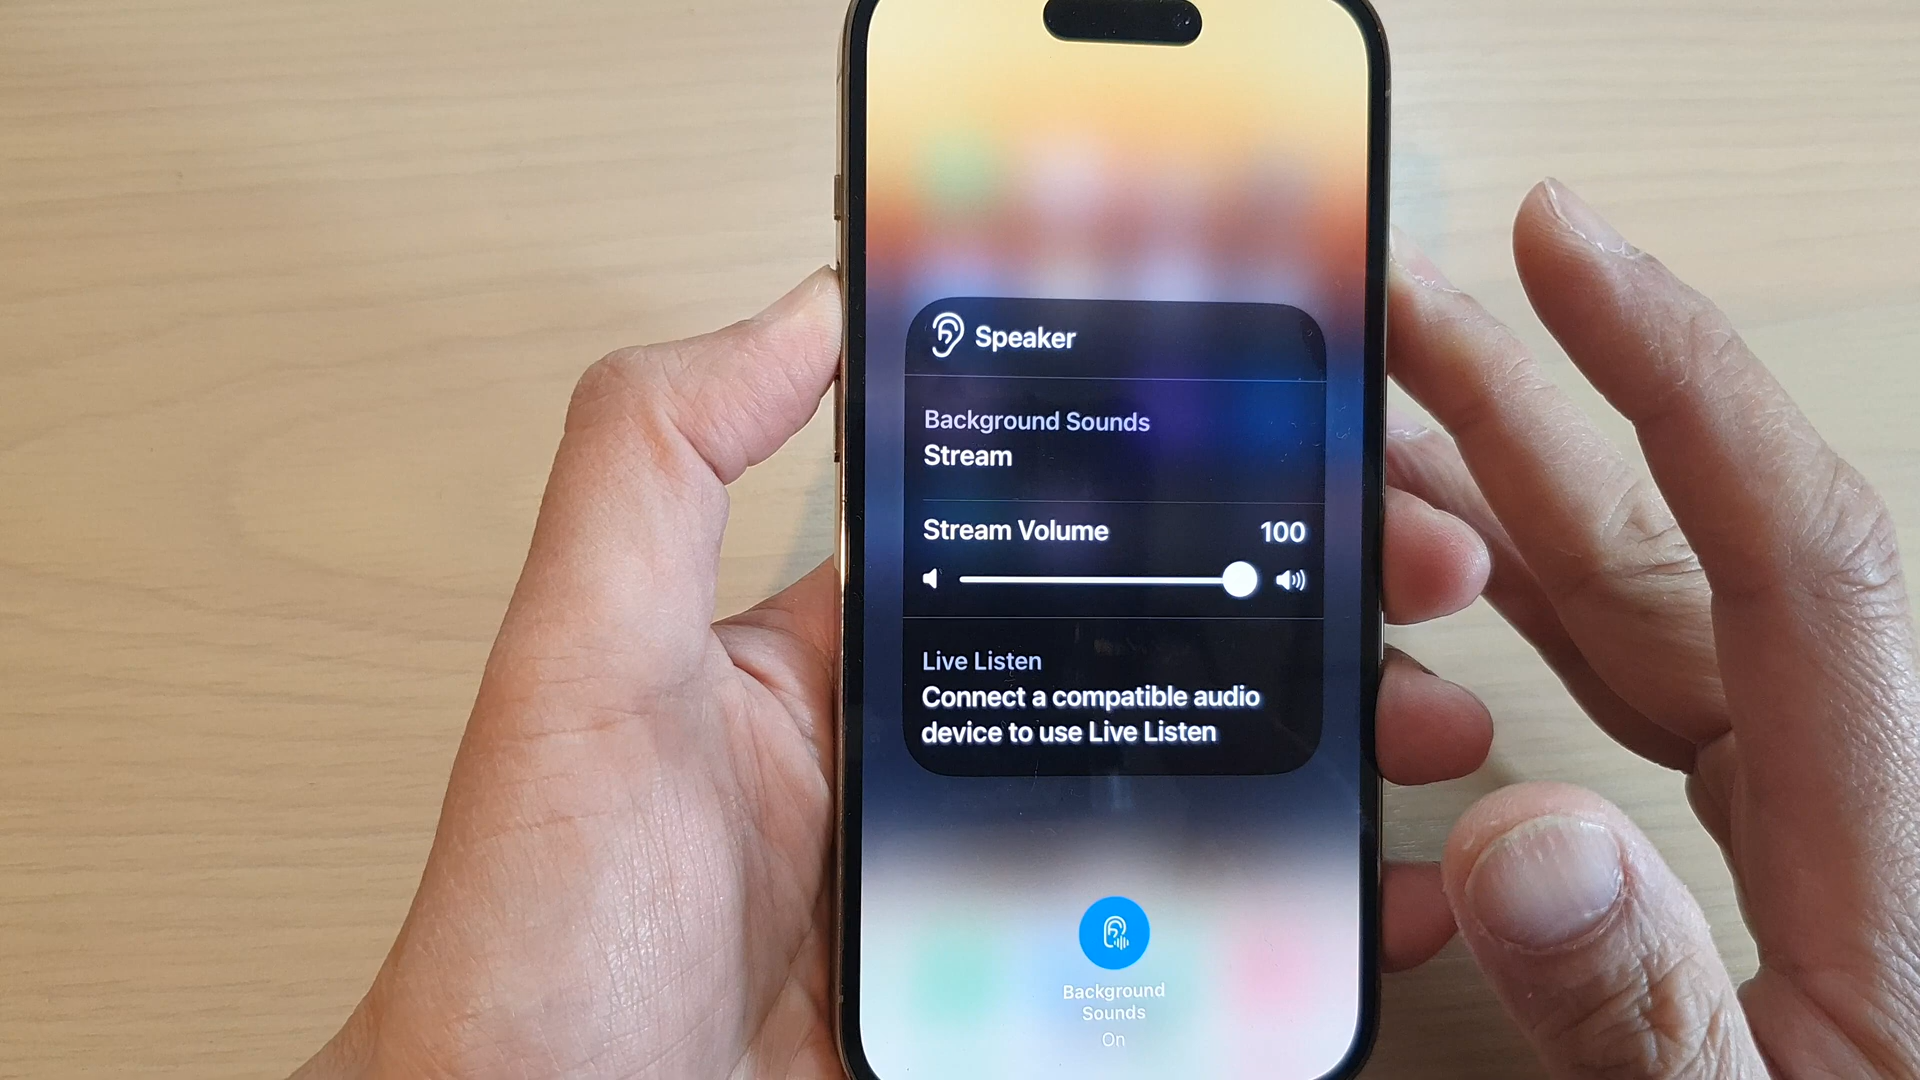 Speaker
Background Sounds
Stream
Stream Volume 100
Live Listen
Connect a compatible audio
device to use Live Listen
Background
Sounds
On